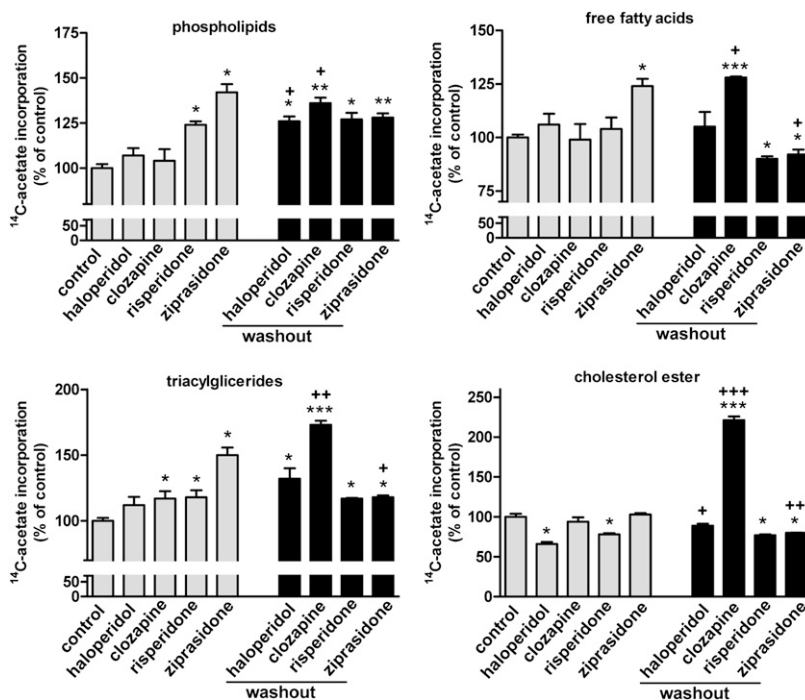 phospholipids
¹⁴C-acetate incorporation
(% of control)
150
125
100
50
0
*
*
+
*
+
**
*
**
control
haloperidol
clozapine
risperidone
ziprasidone
haloperidol
clozapine
risperidone
ziprasidone
washout
free fatty acids
¹⁴C-acetate incorporation
(% of control)
150
125
100
75
50
0
*
+
***
*
+
*
control
haloperidol
clozapine
risperidone
ziprasidone
haloperidol
clozapine
risperidone
ziprasidone
washout
triacylglicerides
¹⁴C-acetate incorporation
(% of control)
200
150
100
50
0
*
*
*
*
++
***
*
+
*
control
haloperidol
clozapine
risperidone
ziprasidone
haloperidol
clozapine
risperidone
ziprasidone
washout
cholesterol ester
¹⁴C-acetate incorporation
(% of control)
250
200
150
100
50
0
*
*
+
+++
***
*
++
*
control
haloperidol
clozapine
risperidone
ziprasidone
haloperidol
clozapine
risperidone
ziprasidone
washout